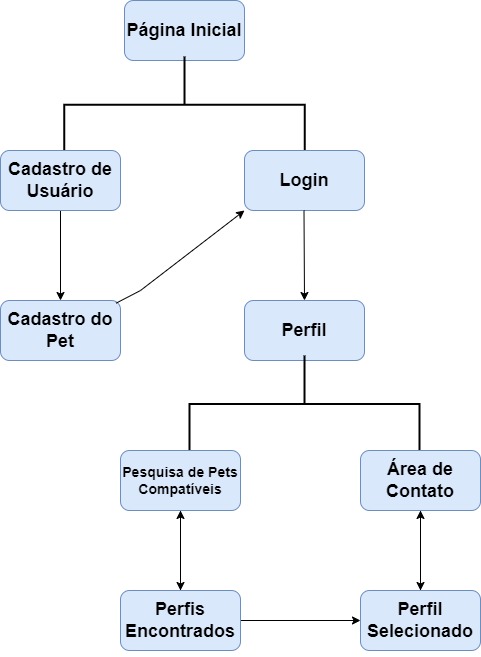 Página Inicial
Cadastro de
Usuário
Login
Cadastro do
Pet
Perfil
Pesquisa de Pets
Compatíveis
Área de
Contato
Perfis
Encontrados
Perfil
Selecionado